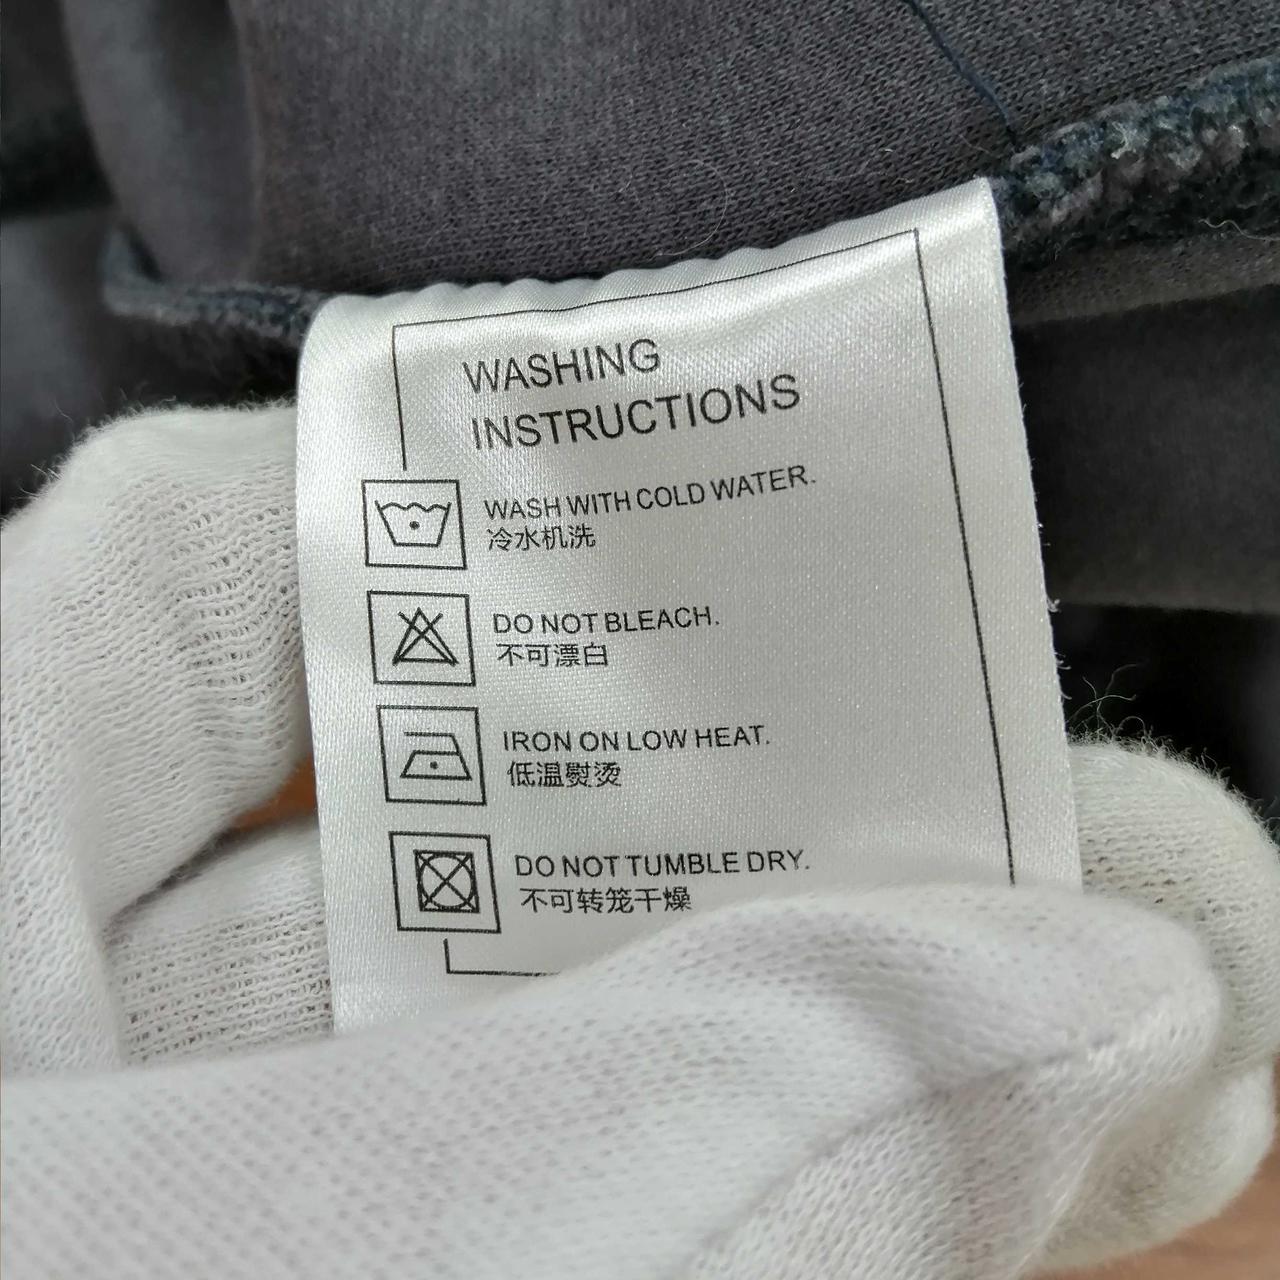 WASHING
INSTRUCTIONS
WASH WITH COLD WATER.
冷水机洗
DO NOT BLEACH.
不可漂白
IRON ON LOW HEAT.
低温熨烫
DO NOT TUMBLE DRY.
不可转笼干燥